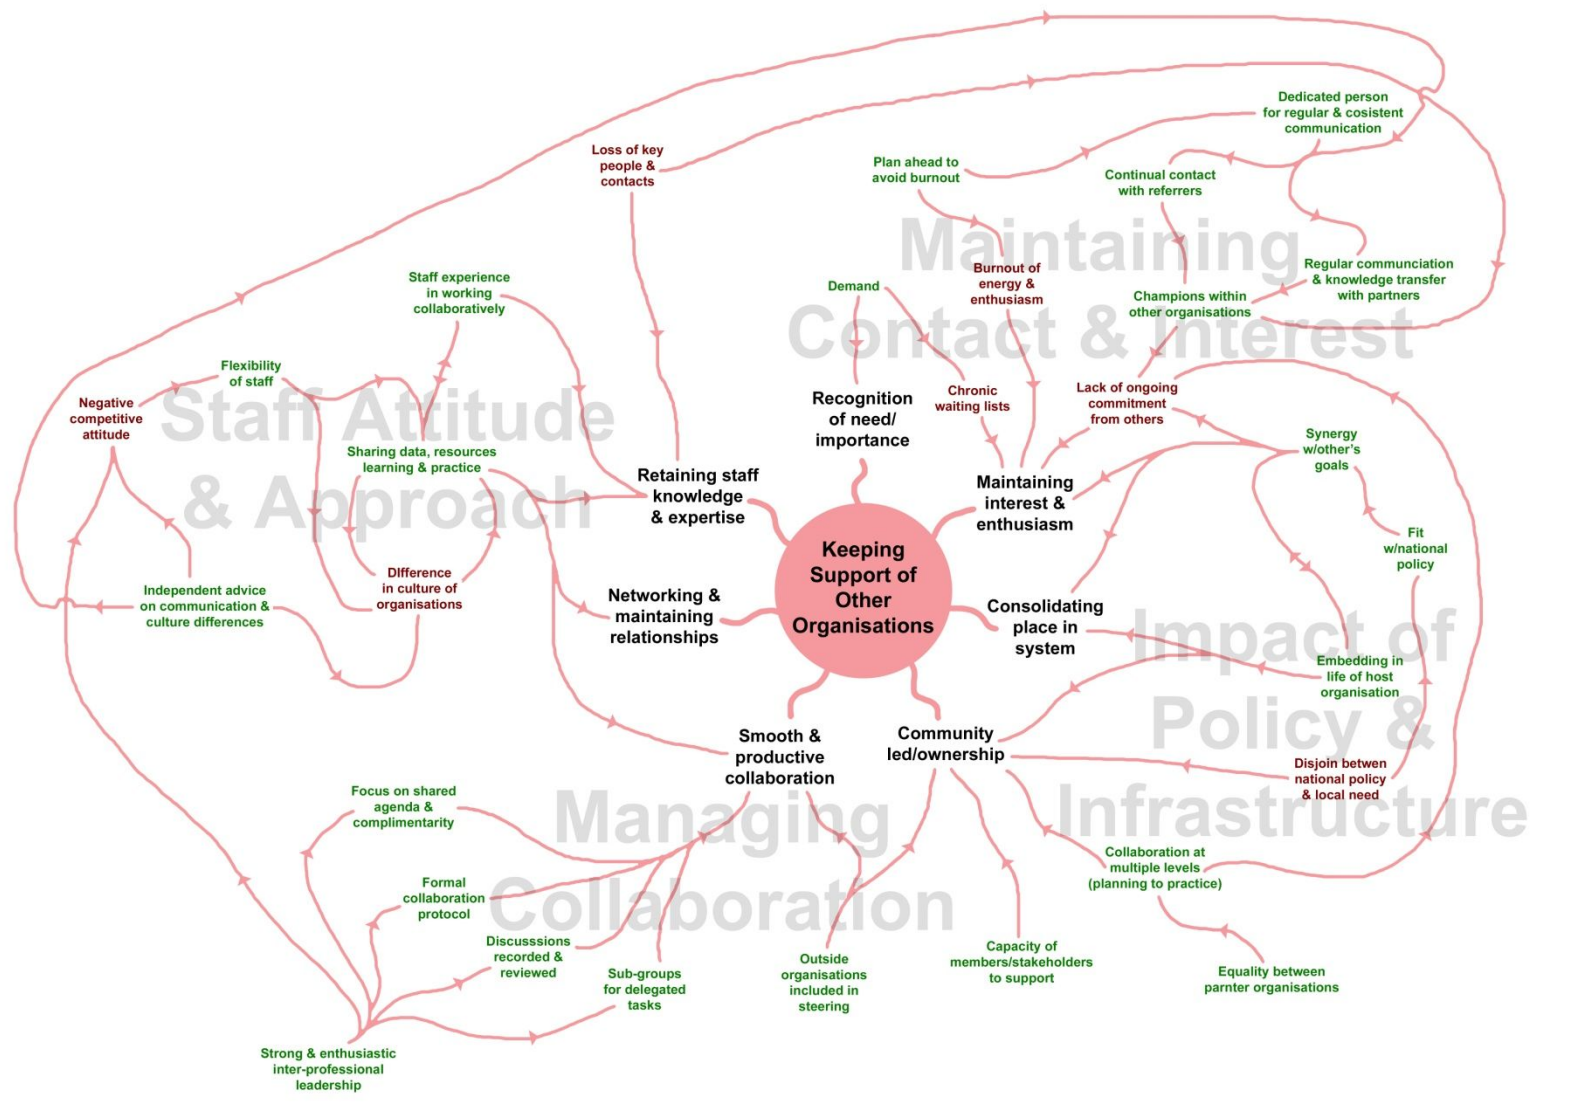 Dedicated person
for regular & cosistent
communication
Loss of key
people &
contacts
Plan ahead to
avoid burnout
Continual contact
with referrers
Maintaining
Contact & Interest
Staff experience
in working
collaboratively
Demand
Burnout of
energy &
enthusiasm
Champions within
other organisations
Regular communciation
& knowledge transfer
with partners
Flexibility
of staff
Negative
competitive
attitude
Staff Attitude
& Approach
Recognition
of need/
importance
Chronic
waiting lists
Lack of ongoing
commitment
from others
Sharing data, resources
learning & practice
Retaining staff
knowledge
& expertise
Maintaining
interest &
enthusiasm
Synergy
w/other's
goals
Fit
w/national
policy
Keeping
Support of
Other
Organisations
DIfference
in culture of
organisations
Independent advice
on communication &
culture differences
Networking &
maintaining
relationships
Consolidating
place in
system
Impact of
Policy &
Infrastructure
Embedding in
life of host
organisation
Smooth &
productive
collaboration
Community
led/ownership
Disjoin betwen
national policy
& local need
Focus on shared
agenda &
complimentarity
Managing
Collaboration
Collaboration at
multiple levels
(planning to practice)
Formal
collaboration
protocol
Discusssions
recorded &
reviewed
Sub-groups
for delegated
tasks
Outside
organisations
included in
steering
Capacity of
members/stakeholders
to support
Equality between
parnter organisations
Strong & enthusiastic
inter-professional
leadership